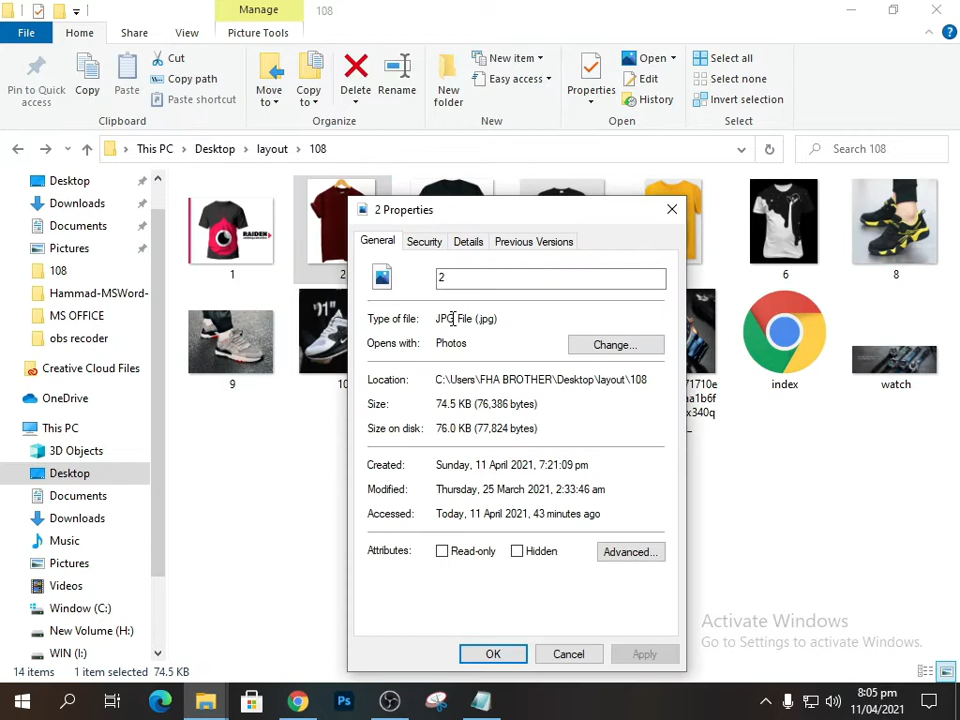 Manage
108
File
Home
Share
View
Picture Tools
Pin to Quick
access
Copy
Paste
Cut
Copy path
Paste shortcut
Clipboard
Move
to
Copy
to
Delete
Rename
Organize
New
folder
New item
Easy access
New
Properties
Open
Edit
History
Open
Select all
Select none
Invert selection
Select
This PC
Desktop
layout
108
Search 108
Desktop
Downloads
Documents
Pictures
108
Hammad-MSWord-
MS OFFICE
obs recoder
Creative Cloud Files
OneDrive
This PC
3D Objects
Desktop
Documents
Downloads
Music
Pictures
Videos
Window (C:)
New Volume (H:)
WIN (I:)
RAIDEN
1
2
6
8
9
10
71710e
aa1b6f
x340q
index
watch
2 Properties
General
Security
Details
Previous Versions
2
Type of file:
JPG File (.jpg)
Opens with:
Photos
Change...
Location:
C:\Users\FHA BROTHER\Desktop\layout\108
Size:
74.5 KB (76,386 bytes)
Size on disk:
76.0 KB (77,824 bytes)
Created:
Sunday, 11 April 2021, 7:21:09 pm
Modified:
Thursday, 25 March 2021, 2:33:46 am
Accessed:
Today, 11 April 2021, 43 minutes ago
Attributes:
Read-only
Hidden
Advanced...
OK
Cancel
Apply
Activate Windows
Go to Settings to activate Windows.
14 items
1 item selected
74.5 KB
Ps
8:05 pm
11/04/2021